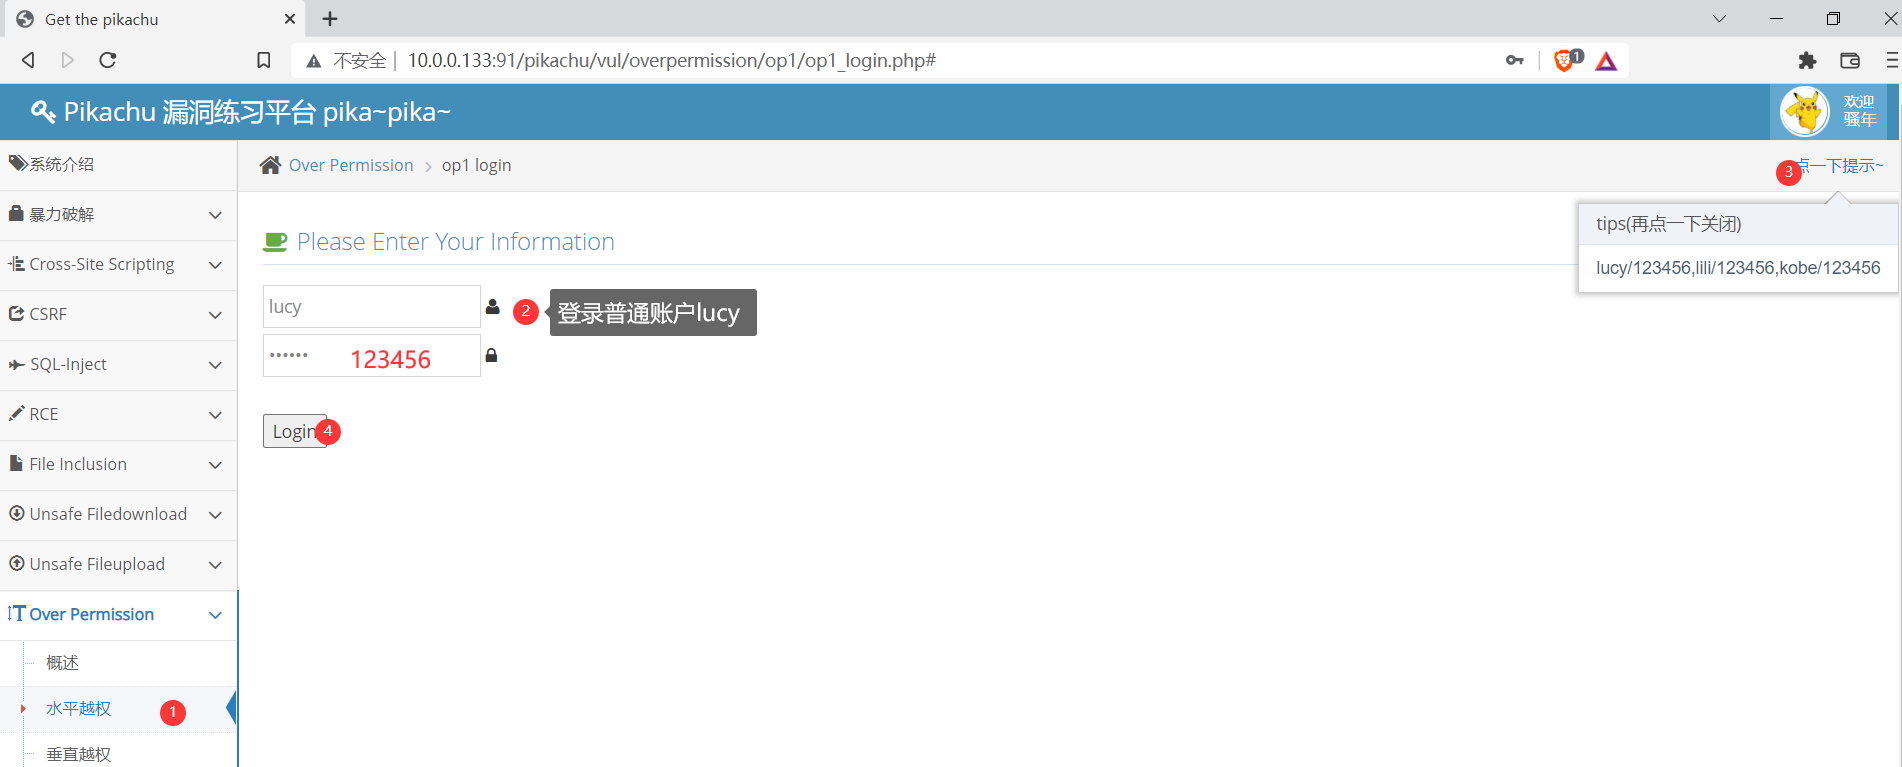 Get the pikachu
不安全 | 10.0.0.133:91/pikachu/vul/overpermission/op1/op1_login.php#
1
Pikachu 漏洞练习平台 pika~pika~
欢迎
骚年
系统介绍
暴力破解
Cross-Site Scripting
CSRF
SQL-Inject
RCE
File Inclusion
Unsafe Filedownload
Unsafe Fileupload
Over Permission
概述
水平越权 1
垂直越权
Over Permission > op1 login
3 点一下提示~
tips(再点一下关闭)
lucy/123456,lili/123456,kobe/123456
Please Enter Your Information
lucy 2 登录普通账户lucy
•••••• 123456
Login 4